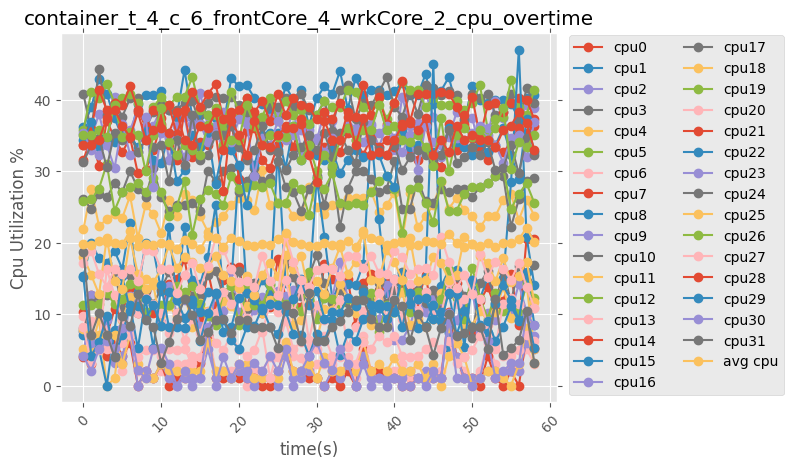 container_t_4_c_6_frontCore_4_wrkCore_2_cpu_overtime
Cpu Utilization %
40
30
20
10
0
0
10
20
30
40
50
60
time(s)
cpu0
cpu1
cpu2
cpu3
cpu4
cpu5
cpu6
cpu7
cpu8
cpu9
cpu10
cpu11
cpu12
cpu13
cpu14
cpu15
cpu16
cpu17
cpu18
cpu19
cpu20
cpu21
cpu22
cpu23
cpu24
cpu25
cpu26
cpu27
cpu28
cpu29
cpu30
cpu31
avg cpu